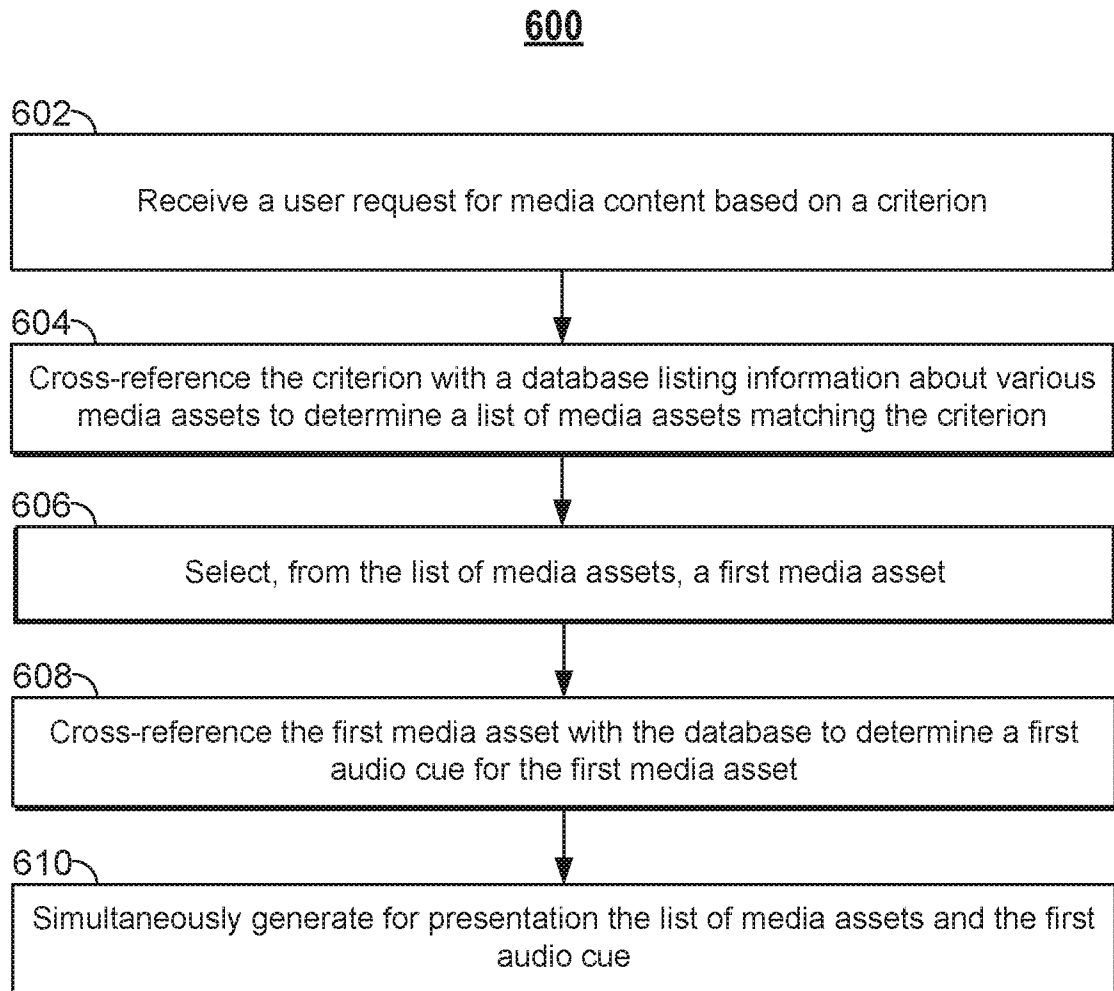 600
602
Receive a user request for media content based on a criterion
604
Cross-reference the criterion with a database listing information about various
media assets to determine a list of media assets matching the criterion
606
Select, from the list of media assets, a first media asset
608
Cross-reference the first media asset with the database to determine a first
audio cue for the first media asset
610
Simultaneously generate for presentation the list of media assets and the first
audio cue